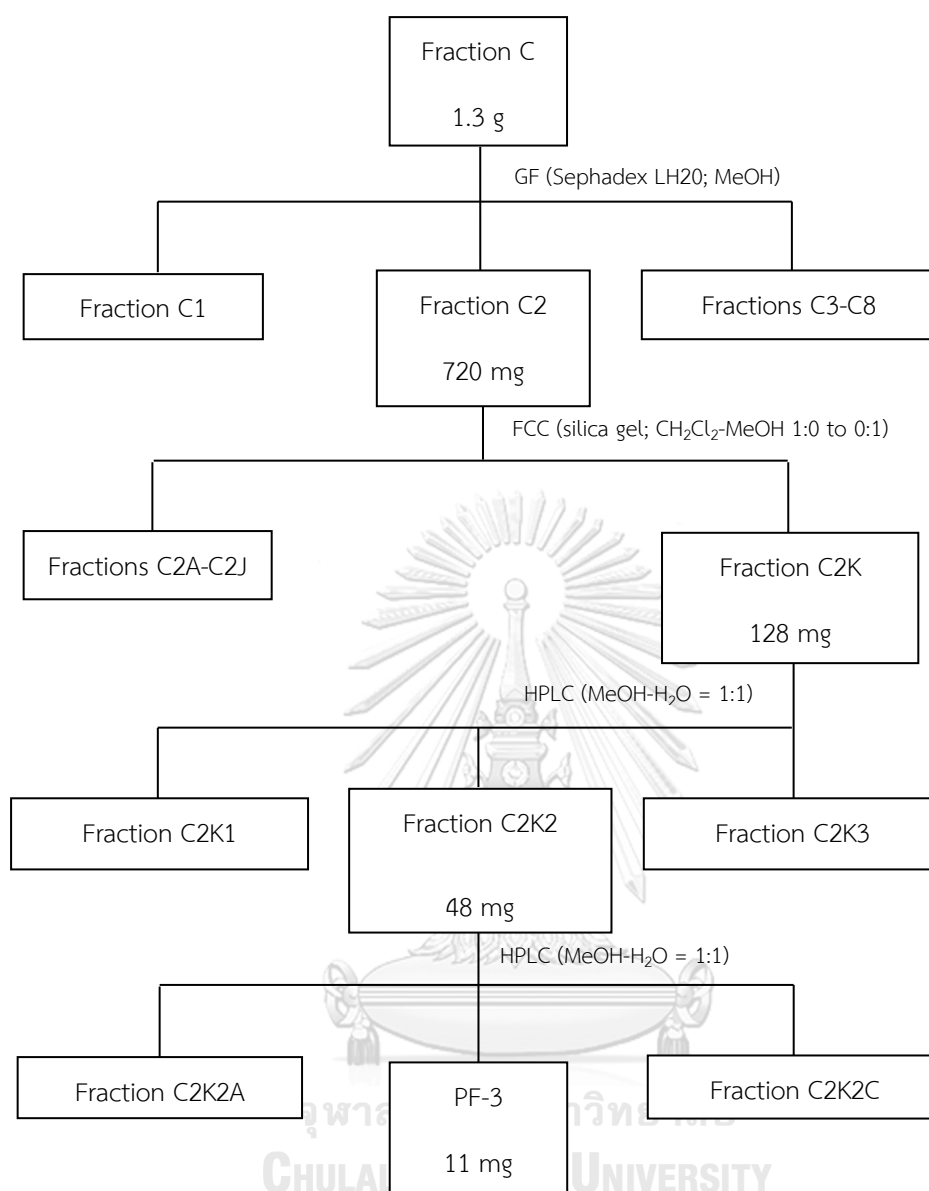 Fraction C
1.3 g
GF (Sephadex LH20; MeOH)
Fraction C1
Fraction C2
720 mg
Fractions C3-C8
FCC (silica gel; CH₂Cl₂-MeOH 1:0 to 0:1)
Fractions C2A-C2J
Fraction C2K
128 mg
HPLC (MeOH-H₂O = 1:1)
Fraction C2K1
Fraction C2K2
48 mg
Fraction C2K3
HPLC (MeOH-H₂O = 1:1)
Fraction C2K2A
PF-3
11 mg
Fraction C2K2C
UNIVERSITY